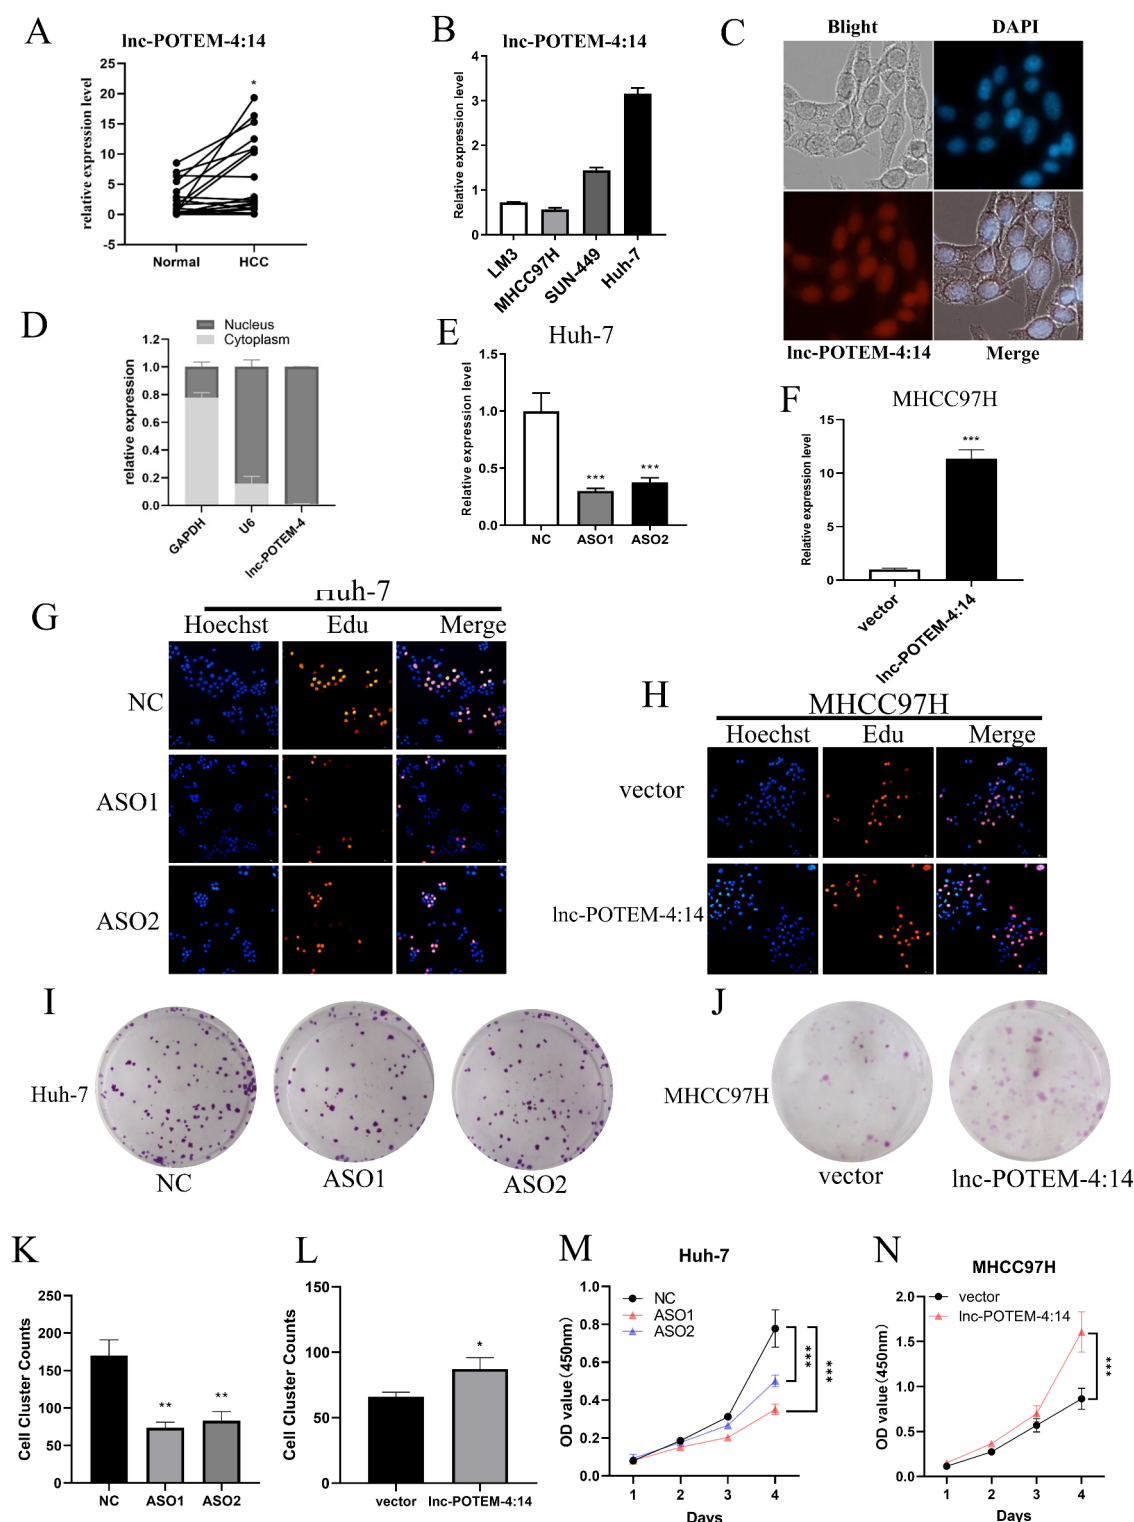 A
lnc-POTEM-4:14
relative expression level
25
20
15
10
5
0
-5
*
Normal
HCC
B
lnc-POTEM-4:14
Relative expression level
4
3
2
1
0
LM3
MHCC97H
SUN-449
Huh-7
C
Blight
DAPI
lnc-POTEM-4:14
Merge
D
Nucleus
Cytoplasm
relative expression
1.2
1.0
0.8
0.6
0.4
0.2
0.0
GAPDH
U6
lnc-POTEM-4
E
Huh-7
Relative expression level
1.5
1.0
0.5
0.0
***
***
NC
ASO1
ASO2
F
MHCC97H
Relative expression level
15
10
5
0
***
vector
lnc-POTEM-4:14
G
Huh-7
Hoechst
Edu
Merge
NC
ASO1
ASO2
H
MHCC97H
Hoechst
Edu
Merge
vector
lnc-POTEM-4:14
I
Huh-7
NC
ASO1
ASO2
J
MHCC97H
vector
lnc-POTEM-4:14
K
Cell Cluster Counts
250
200
150
100
50
0
**
**
NC
ASO1
ASO2
L
Cell Cluster Counts
150
100
50
0
*
vector
lnc-POTEM-4:14
M
Huh-7
NC
ASO1
ASO2
OD value(450nm)
1.0
0.8
0.6
0.4
0.2
0.0
***
***
1
2
3
4
Days
N
MHCC97H
vector
lnc-POTEM-4:14
OD value(450nm)
2.0
1.5
1.0
0.5
0.0
***
1
2
3
4
Days